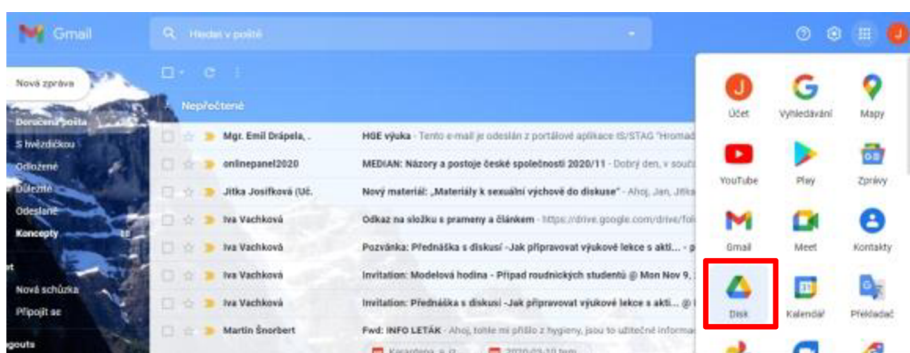 Gmail
Hledat v poště
Nová zpráva
Doručená pošta
S hvězdičkou
Odložené
Důležité
Odeslané
Koncepty
Nová schůzka
Připojit se
Nepřečtené
Mgr. Emil Drápela, . HGE výuka - Tento e-mail je odeslán z portálové aplikace IS/STAG "Hromad
onlinepanel2020 MEDIAN: Názory a postoje české společnosti 2020/11 - Dobrý den, v souča
Jitka Josífková (Uč. Nový materiál: „Materiály k sexuální výchově do diskuse" - Ahoj, Jan, Jitka
Iva Vachková Odkaz na složku s prameny a článkem - https://drive.google.com/drive/fol
Iva Vachková Pozvánka: Přednáška s diskusí -Jak připravovat výukové lekce s akti... - p
Iva Vachková Invitation: Modelová hodina - Případ roudnických studentů @ Mon Nov 9,
Iva Vachková Invitation: Přednáška s diskusí -Jak připravovat výukové lekce s akti... @
Martin Šnorbert Fwd: INFO LETÁK - Ahoj, tohle mi přišlo z hygieny, jsou to užitečné informa
J
J
Účet Vyhledávání Mapy
YouTube Play Zprávy
Gmail Meet Kontakty
31
Disk Kalendář Překladač